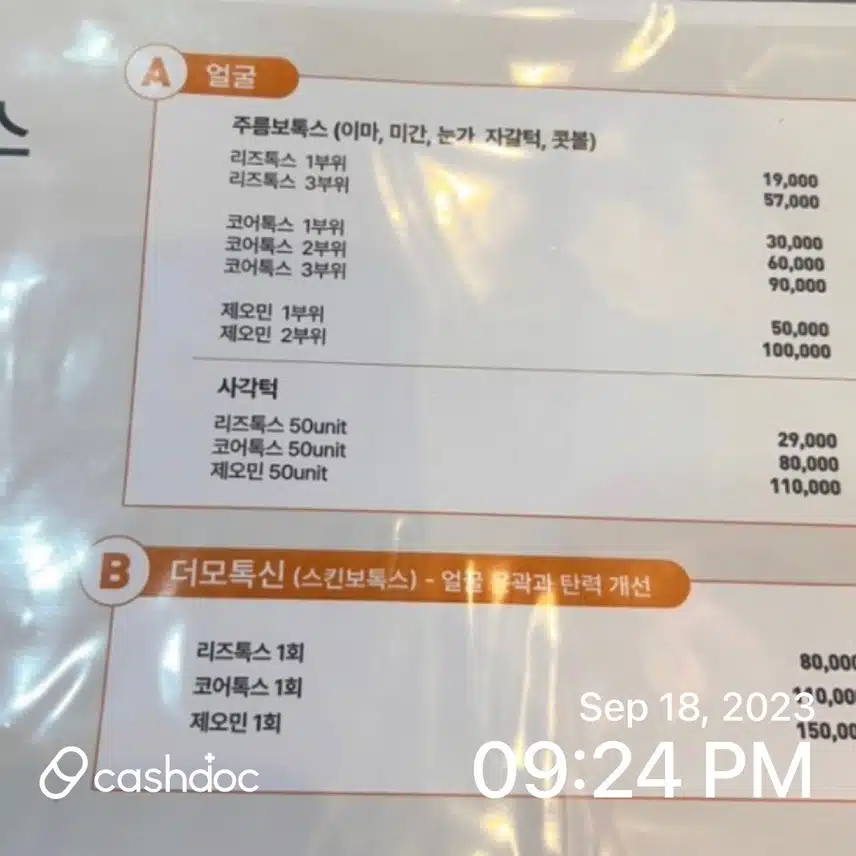 스
A 얼굴
주름보톡스 (이마, 미간, 눈가 자갈턱, 콧볼)
리즈톡스 1부위 19,000
리즈톡스 3부위 57,000
코어톡스 1부위 30,000
코어톡스 2부위 60,000
코어톡스 3부위 90,000
제오민 1부위 50,000
제오민 2부위 100,000
사각턱
리즈톡스 50unit 29,000
코어톡스 50unit 80,000
제오민 50unit 110,000
B 더모톡신 (스킨보톡스) - 얼굴 탄력 개선
리즈톡스 1회 80,000
코어톡스 1회
제오민 1회 150,00
Sep 18, 2023
09:24 PM
cashdoc